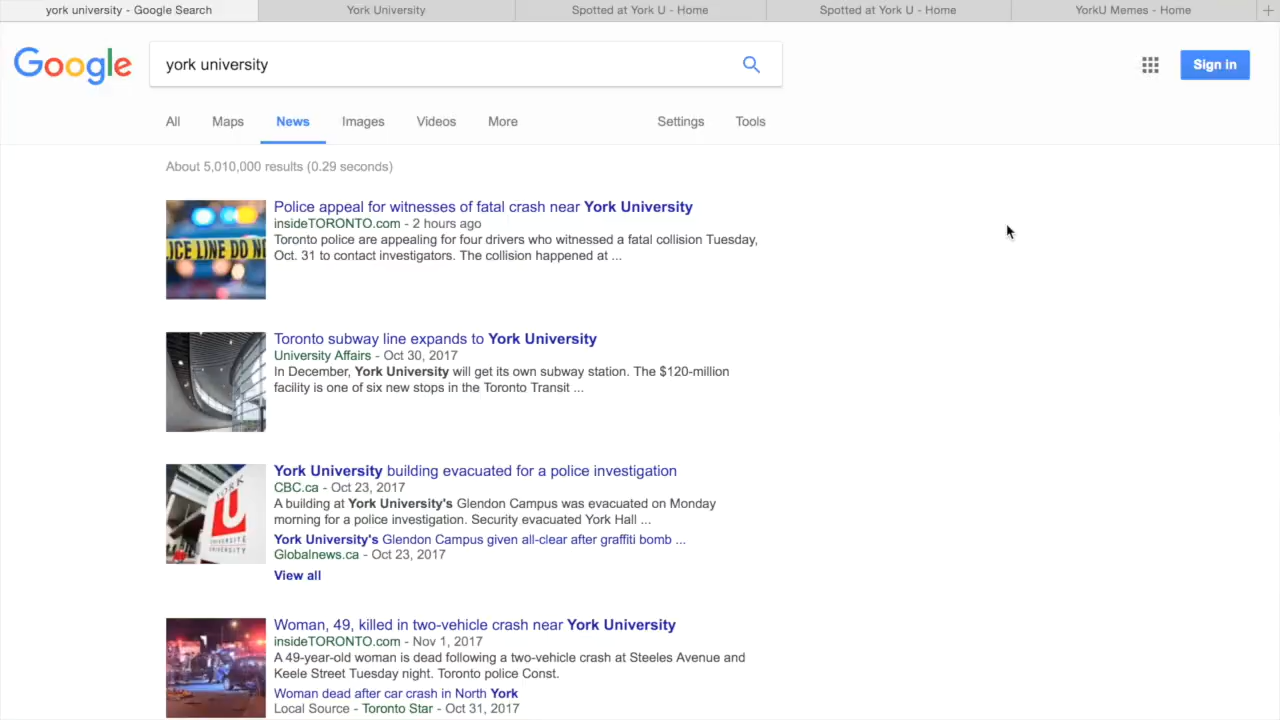 york university - Google Search
York University
Spotted at York U - Home
Spotted at York U - Home
YorkU Memes - Home
Google
york university
Sign in
All
Maps
News
Images
Videos
More
Settings
Tools
About 5,010,000 results (0.29 seconds)
ICE LINE DO N
Police appeal for witnesses of fatal crash near York University
insideTORONTO.com - 2 hours ago
Toronto police are appealing for four drivers who witnessed a fatal collision Tuesday,
Oct. 31 to contact investigators. The collision happened at ...
Toronto subway line expands to York University
University Affairs - Oct 30, 2017
In December, York University will get its own subway station. The $120-million
facility is one of six new stops in the Toronto Transit ...
YORK
U
UNIVERSITÉ
UNIVERSITY
York University building evacuated for a police investigation
CBC.ca - Oct 23, 2017
A building at York University's Glendon Campus was evacuated on Monday
morning for a police investigation. Security evacuated York Hall ...
York University's Glendon Campus given all-clear after graffiti bomb ...
Globalnews.ca - Oct 23, 2017
View all
Woman, 49, killed in two-vehicle crash near York University
insideTORONTO.com - Nov 1, 2017
A 49-year-old woman is dead following a two-vehicle crash at Steeles Avenue and
Keele Street Tuesday night. Toronto police Const.
Woman dead after car crash in North York
Local Source - Toronto Star - Oct 31, 2017